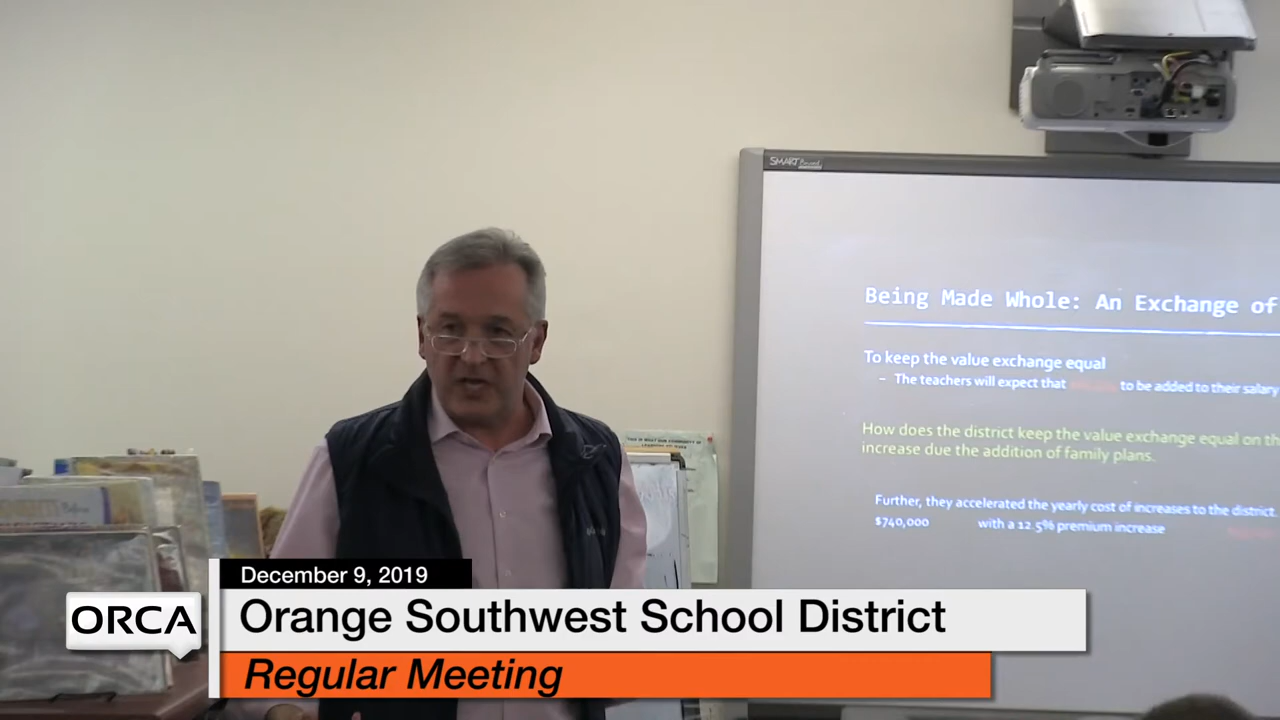 SMART Board
Being Made Whole: An Exchange of
To keep the value exchange equal
– The teachers will expect that to be added to their salary
How does the district keep the value exchange equal on th
increase due the addition of family plans.
Further, they accelerated the yearly cost of increases to the district.
$740,000 with a 12.5% premium increase
December 9, 2019
ORCA
Orange Southwest School District
Regular Meeting